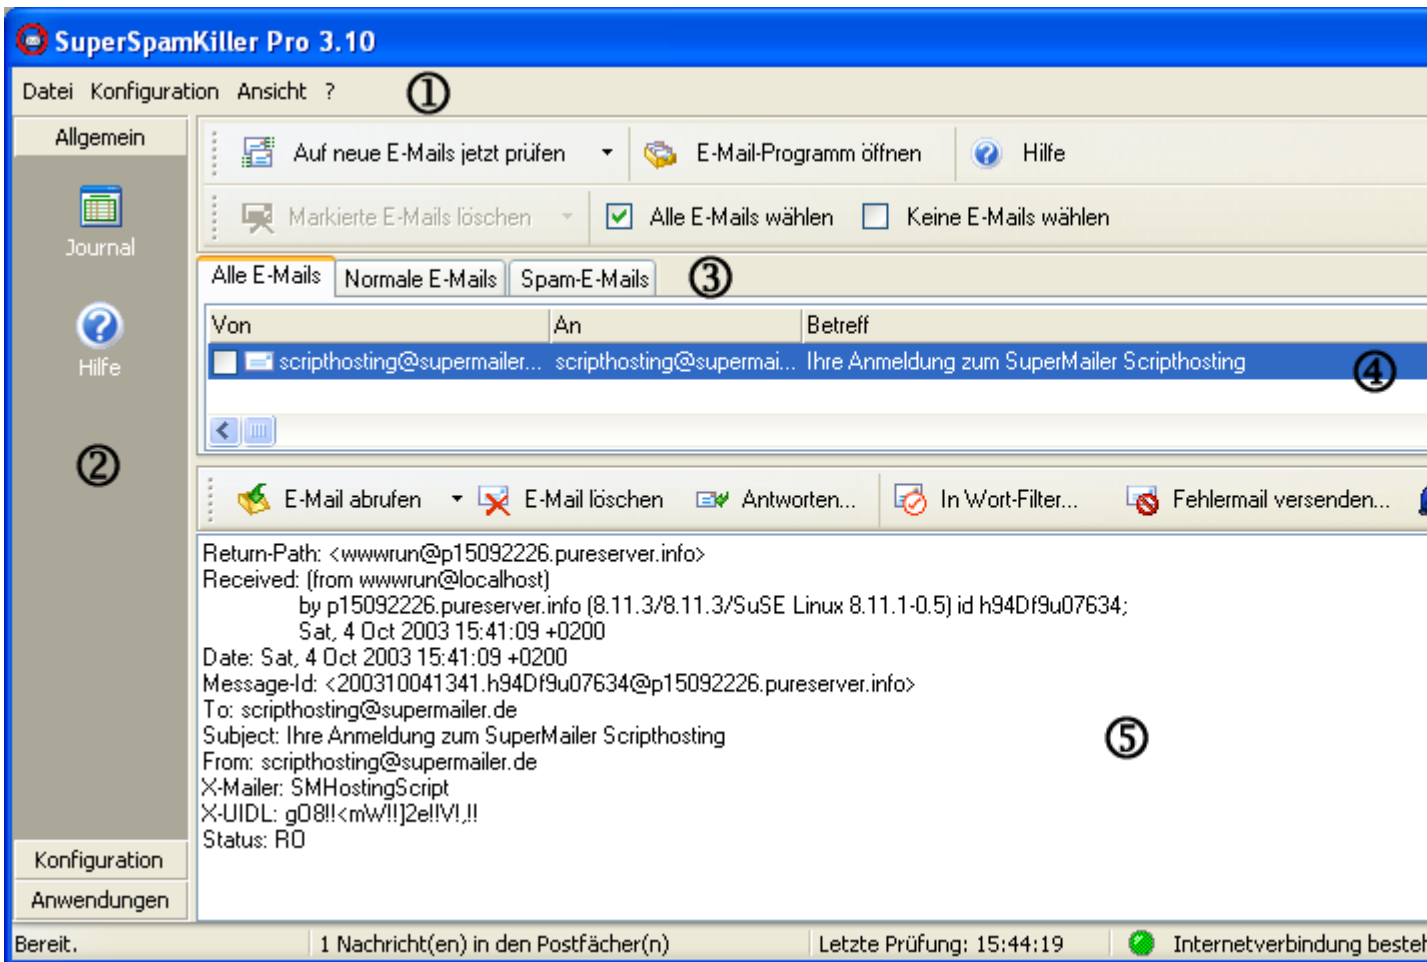 SuperSpamKiller Pro 3.10
Datei Konfiguration Ansicht ? ①
Allgemein
Auf neue E-Mails jetzt prüfen E-Mail-Programm öffnen Hilfe
Markierte E-Mails löschen Alle E-Mails wählen Keine E-Mails wählen
Journal
Hilfe
②
Alle E-Mails Normale E-Mails Spam-E-Mails ③
Von An Betreff
scripthosting@supermailer... scripthosting@supermai... Ihre Anmeldung zum SuperMailer Scripthosting ④
E-Mail abrufen E-Mail löschen Antworten... In Wort-Filter... Fehlermail versenden...
Return-Path: <wwwrun@p15092226.pureserver.info>
Received: (from wwwrun@localhost)
by p15092226.pureserver.info (8.11.3/8.11.3/SuSE Linux 8.11.1-0.5) id h94Df9u07634;
Sat, 4 Oct 2003 15:41:09 +0200
Date: Sat, 4 Oct 2003 15:41:09 +0200
Message-Id: <200310041341.h94Df9u07634@p15092226.pureserver.info>
To: scripthosting@supermailer.de
Subject: Ihre Anmeldung zum SuperMailer Scripthosting
From: scripthosting@supermailer.de
X-Mailer: SMHostingScript
X-UIDL: gO8!!<mW!!]2e!!V!,!!
Status: RO
⑤
Konfiguration
Anwendungen
Bereit. 1 Nachricht(en) in den Postfächer(n) Letzte Prüfung: 15:44:19 Internetverbindung besteh